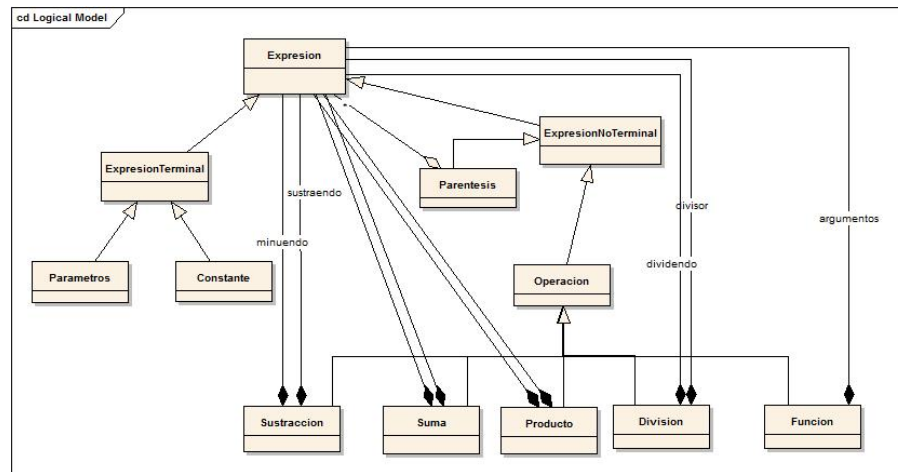 cd Logical Model
Expresion
*
ExpresionNoTerminal
ExpresionTerminal
Parentesis
sustraendo
divisor
argumentos
minuendo
dividendo
Parametros
Constante
Operacion
Sustraccion
Suma
Producto
Division
Funcion